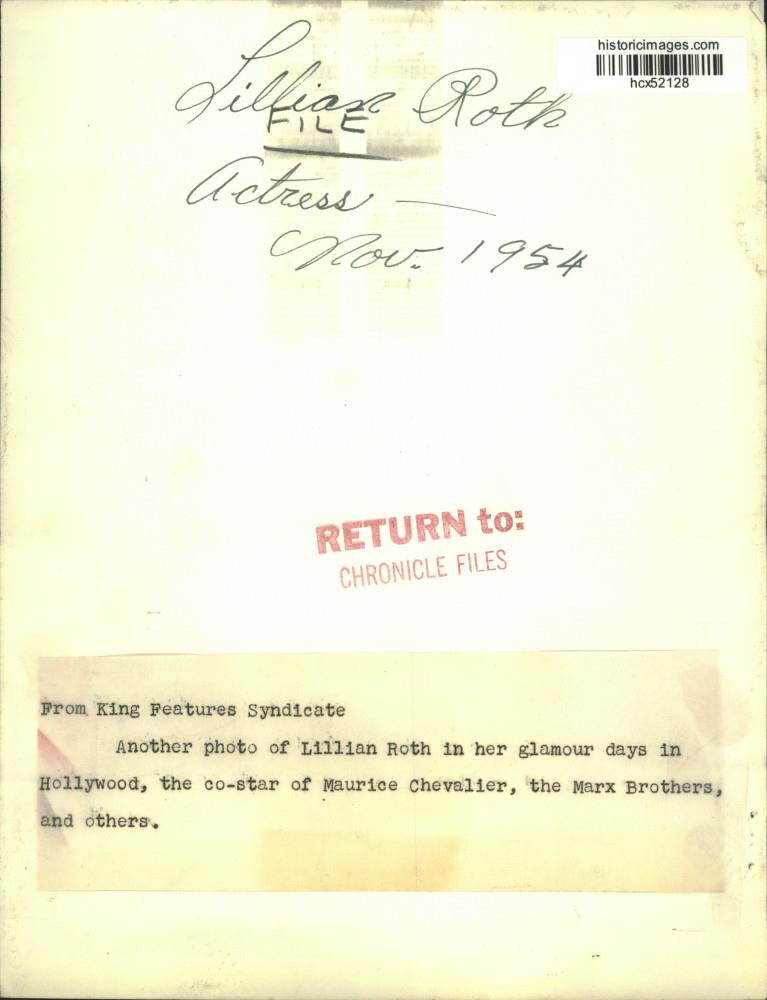 historicimages.com
hcx52128
Lillian Roth
FILE
Actress —
Nov. 1954
RETURN to:
CHRONICLE FILES
From King Features Syndicate
Another photo of Lillian Roth in her glamour days in
Hollywood, the co-star of Maurice Chevalier, the Marx Brothers,
and others.